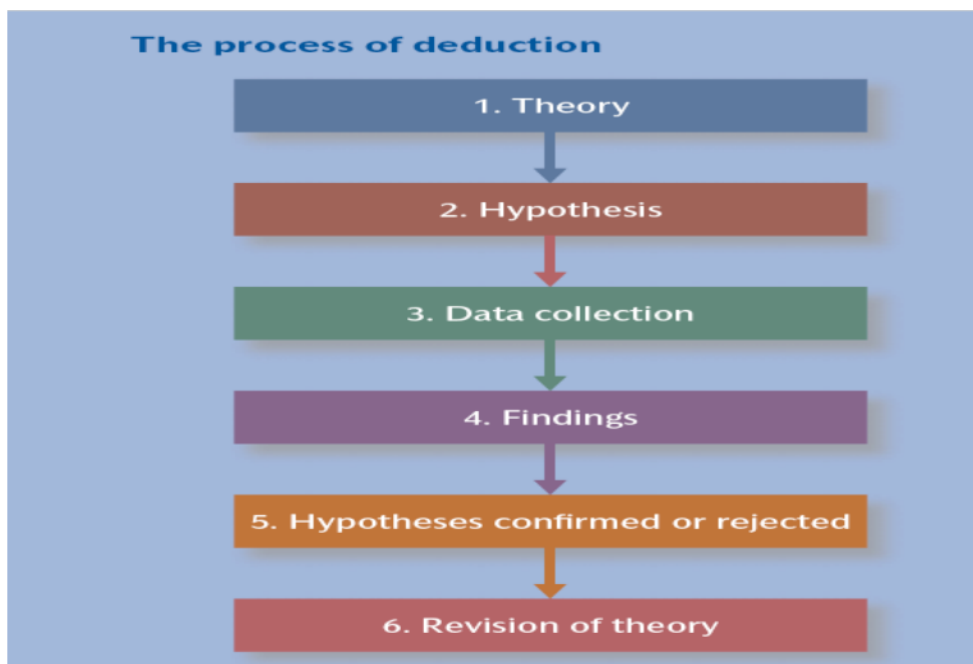 The process of deduction
1. Theory
2. Hypothesis
3. Data collection
4. Findings
5. Hypotheses confirmed or rejected
6. Revision of theory